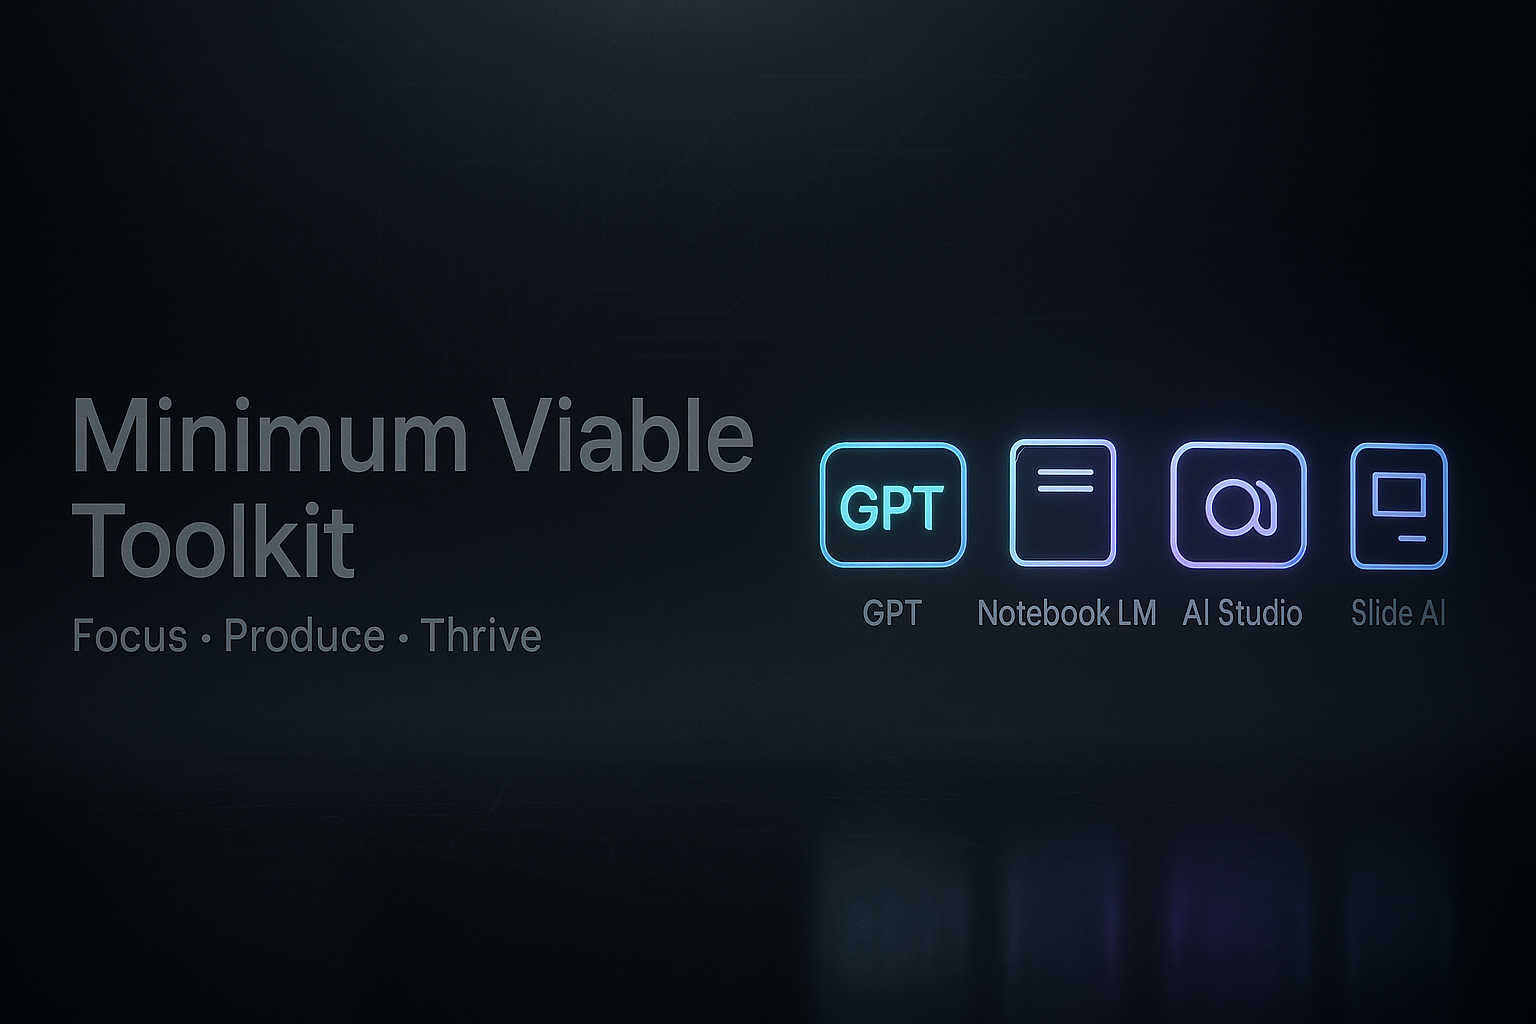 Minimum Viable
Toolkit
Focus • Produce • Thrive
GPT
GPT
Notebook LM
AI Studio
Slide AI